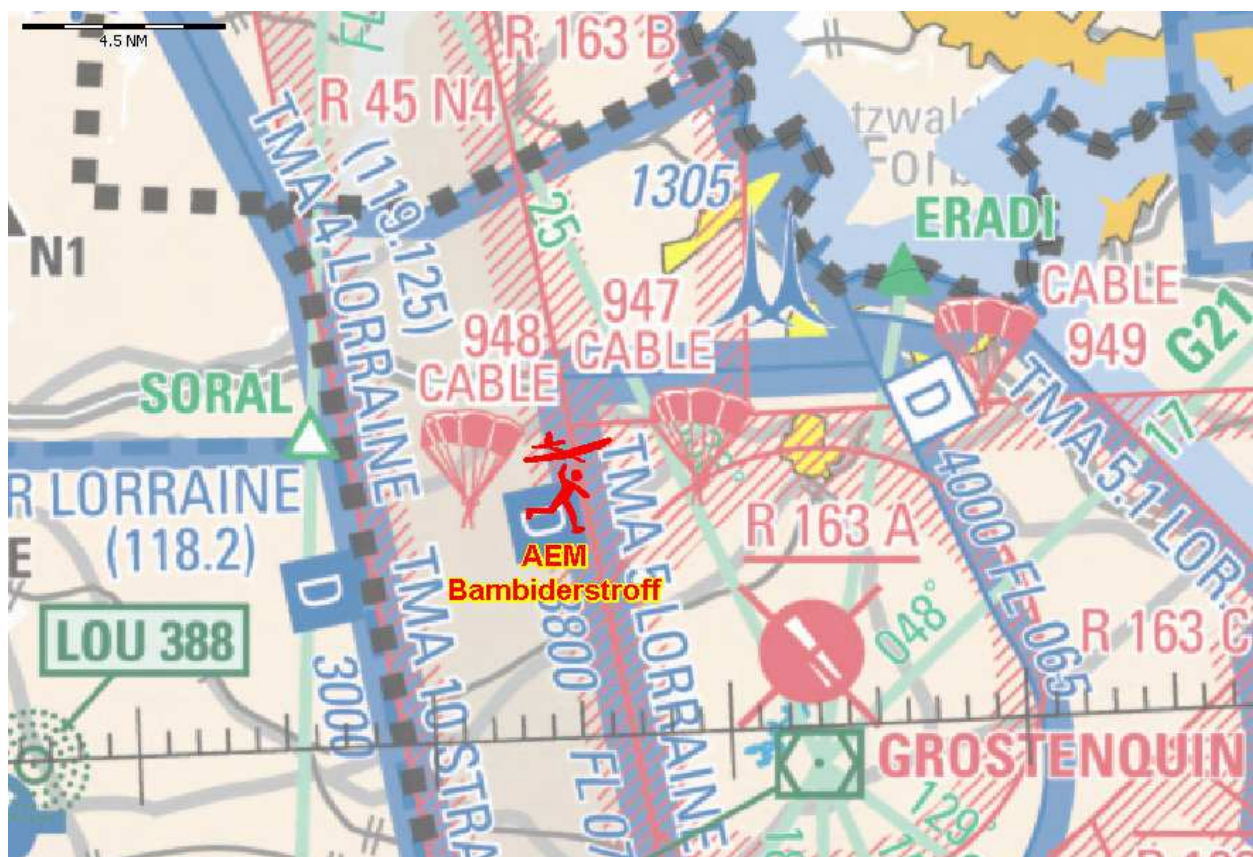 4.5 NM
FL
R 163 B
R 45 N4
TMA 4 LORRAINE
(119.125)
25
1305
tzwald
Forb
ERADI
N1
947
CABLE
948
CABLE
CABLE
949
G21
17
SORAL
R LORRAINE
(118.2)
E
D
TMA 5.1 LOR.
4000 FL 065
R 163 A
D
AEM
Bambiderstroff
TMA 5 LORRAINE
3800
FL 07
D
3000
LOU 388
TMA 10 STRA
048°
R 163 C
GROSTENQUIN
129°
18